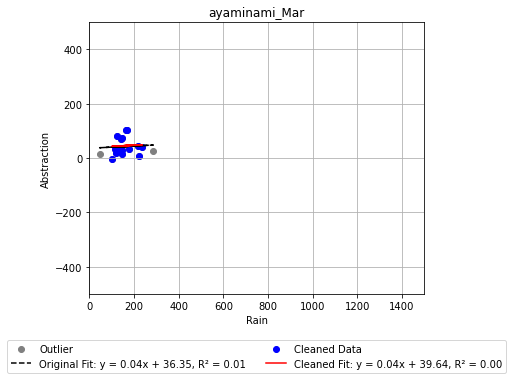 ayaminami_Mar
400
200
0
−200
−400
Abstraction
0 200 400 600 800 1000 1200 1400
Rain
Outlier
Original Fit: y = 0.04x + 36.35, R² = 0.01
Cleaned Data
Cleaned Fit: y = 0.04x + 39.64, R² = 0.00